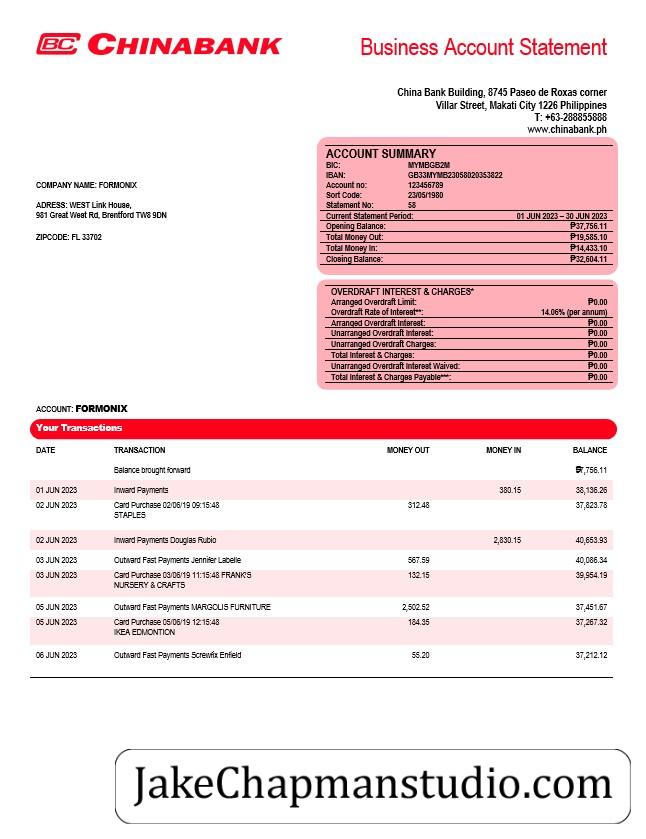 BC CHINABANK
Business Account Statement
China Bank Building, 8745 Paseo de Roxas corner
Villar Street, Makati City 1226 Philippines
T: +63-288855888
www.chinabank.ph
COMPANY NAME: FORMONIX
ADRESS: WEST Link House,
981 Great West Rd, Brentford TW8 9DN
ZIPCODE: FL 33702
ACCOUNT SUMMARY
BIC: MYMBGB2M
IBAN: GB33MYMB23058020353822
Account no: 123456789
Sort Code: 23/05/1980
Statement No: 58
Current Statement Period: 01 JUN 2023 – 30 JUN 2023
Opening Balance: ₱37,756.11
Total Money Out: ₱19,585.10
Total Money In: ₱14,433.10
Closing Balance: ₱32,604.11
OVERDRAFT INTEREST & CHARGES*
Arranged Overdraft Limit: ₱0.00
Overdraft Rate of Interest**: 14.06% (per annum)
Arranged Overdraft Interest: ₱0.00
Unarranged Overdraft Interest: ₱0.00
Unarranged Overdraft Charges: ₱0.00
Total Interest & Charges: ₱0.00
Unarranged Overdraft Interest Waived: ₱0.00
Total Interest & Charges Payable***: ₱0.00
ACCOUNT: FORMONIX
Your Transactions
DATE TRANSACTION MONEY OUT MONEY IN BALANCE
Balance brought forward ₱7,756.11
01 JUN 2023 Inward Payments 380.15 38,136.26
02 JUN 2023 Card Purchase 02/06/19 09:15:48 312.48 37,823.78
STAPLES
02 JUN 2023 Inward Payments Douglas Rubio 2,830.15 40,653.93
03 JUN 2023 Outward Fast Payments Jennifer Labelle 567.59 40,086.34
03 JUN 2023 Card Purchase 03/06/19 11:15:48 FRANK'S 132.15 39,954.19
NURSERY & CRAFTS
05 JUN 2023 Outward Fast Payments MARGOLIS FURNITURE 2,502.52 37,451.67
05 JUN 2023 Card Purchase 05/06/19 12:15:48 184.35 37,267.32
IKEA EDMONTION
06 JUN 2023 Outward Fast Payments Screwfix Enfield 55.20 37,212.12
JakeChapmanstudio.com